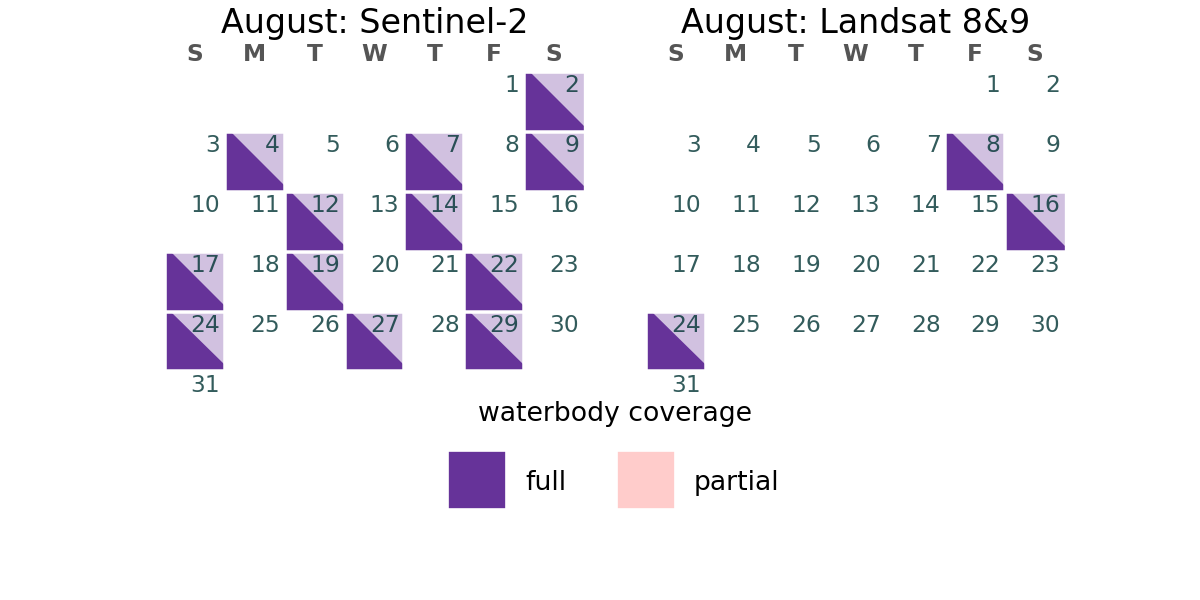 August: Sentinel-2
S M T W T F S
1 2
3 4 5 6 7 8 9
10 11 12 13 14 15 16
17 18 19 20 21 22 23
24 25 26 27 28 29 30
31
August: Landsat 8&9
S M T W T F S
1 2
3 4 5 6 7 8 9
10 11 12 13 14 15 16
17 18 19 20 21 22 23
24 25 26 27 28 29 30
31
waterbody coverage
full partial